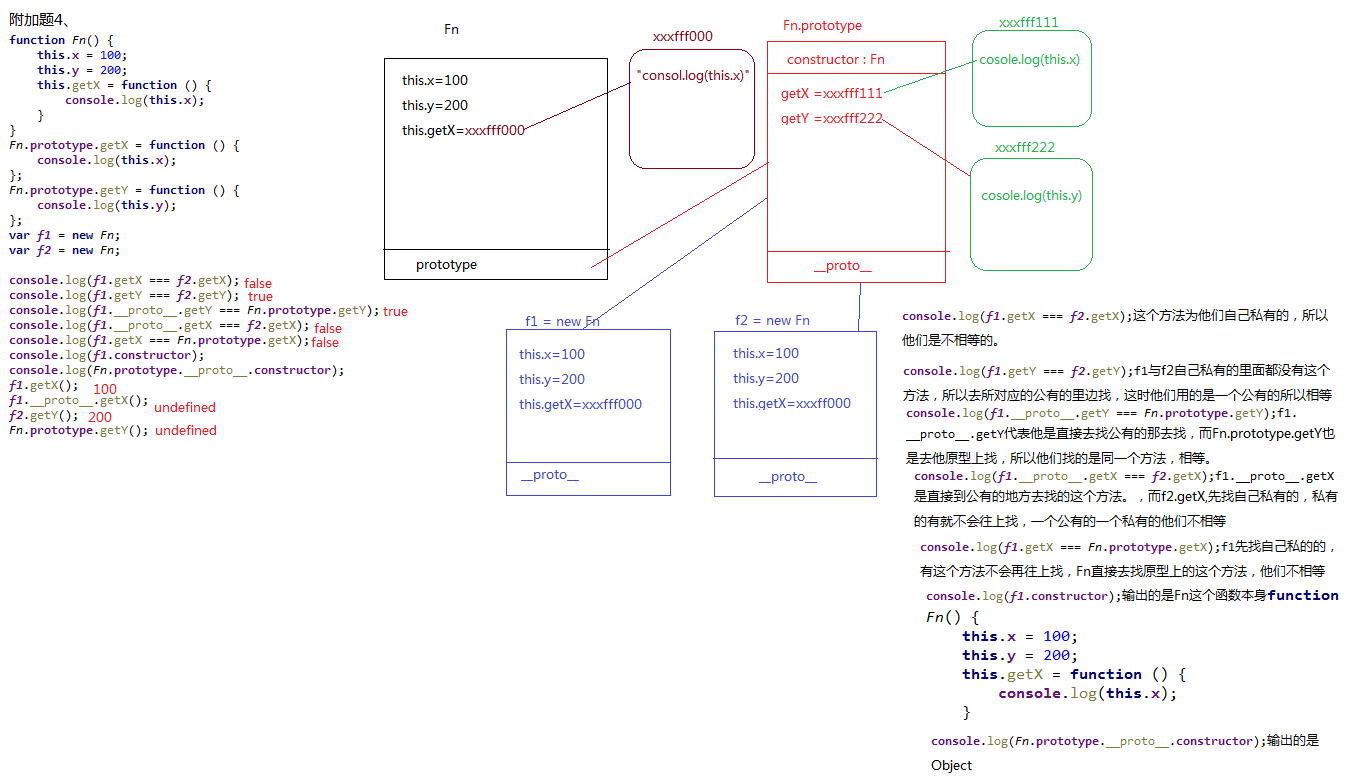 附加题4、
function Fn() {
this.x = 100;
this.y = 200;
this.getX = function () {
console.log(this.x);
}
}
Fn.prototype.getX = function () {
console.log(this.x);
};
Fn.prototype.getY = function () {
console.log(this.y);
};
var f1 = new Fn;
var f2 = new Fn;
console.log(f1.getX === f2.getX); false
console.log(f1.getY === f2.getY); true
console.log(f1.__proto__.getY === Fn.prototype.getY); true
console.log(f1.__proto__.getX === f2.getX); false
console.log(f1.getX === Fn.prototype.getX); false
console.log(f1.constructor);
console.log(Fn.prototype.__proto__.constructor);
f1.getX(); 100
f1.__proto__.getX(); undefined
f2.getY(); 200
Fn.prototype.getY(); undefined
Fn
this.x=100
this.y=200
this.getX=xxxfff000
prototype
xxxfff000
"consol.log(this.x)"
Fn.prototype
constructor : Fn
getX =xxxfff111
getY =xxxfff222
__proto__
xxxfff111
cosole.log(this.x)
xxxfff222
cosole.log(this.y)
f1 = new Fn
this.x=100
this.y=200
this.getX=xxxfff000
__proto__
f2 = new Fn
this.x=100
this.y=200
this.getX=xxxff000
__proto__
console.log(f1.getX === f2.getX);这个方法为他们自己私有的，所以
他们是不相等的。
console.log(f1.getY === f2.getY);f1与f2自己私有的里面都没有这个
方法，所以去所对应的公有的里边找，这时他们用的是一个公有的所以相等
console.log(f1.__proto__.getY === Fn.prototype.getY);f1.
__proto__.getY代表他是直接去找公有的那去找，而Fn.prototype.getY也
是去他原型上找，所以他们找的是同一个方法，相等。
console.log(f1.__proto__.getX === f2.getX);f1.__proto__.getX
是直接到公有的地方去找的这个方法。，而f2.getX,先找自己私有的，私有
的有就不会往上找，一个公有的一个私有的他们不相等
console.log(f1.getX === Fn.prototype.getX);f1先找自己私的的，
有这个方法不会再往上找，Fn直接去找原型上的这个方法，他们不相等
console.log(f1.constructor);输出的是Fn这个函数本身function
Fn() {
this.x = 100;
this.y = 200;
this.getX = function () {
console.log(this.x);
}
console.log(Fn.prototype.__proto__.constructor);输出的是
Object